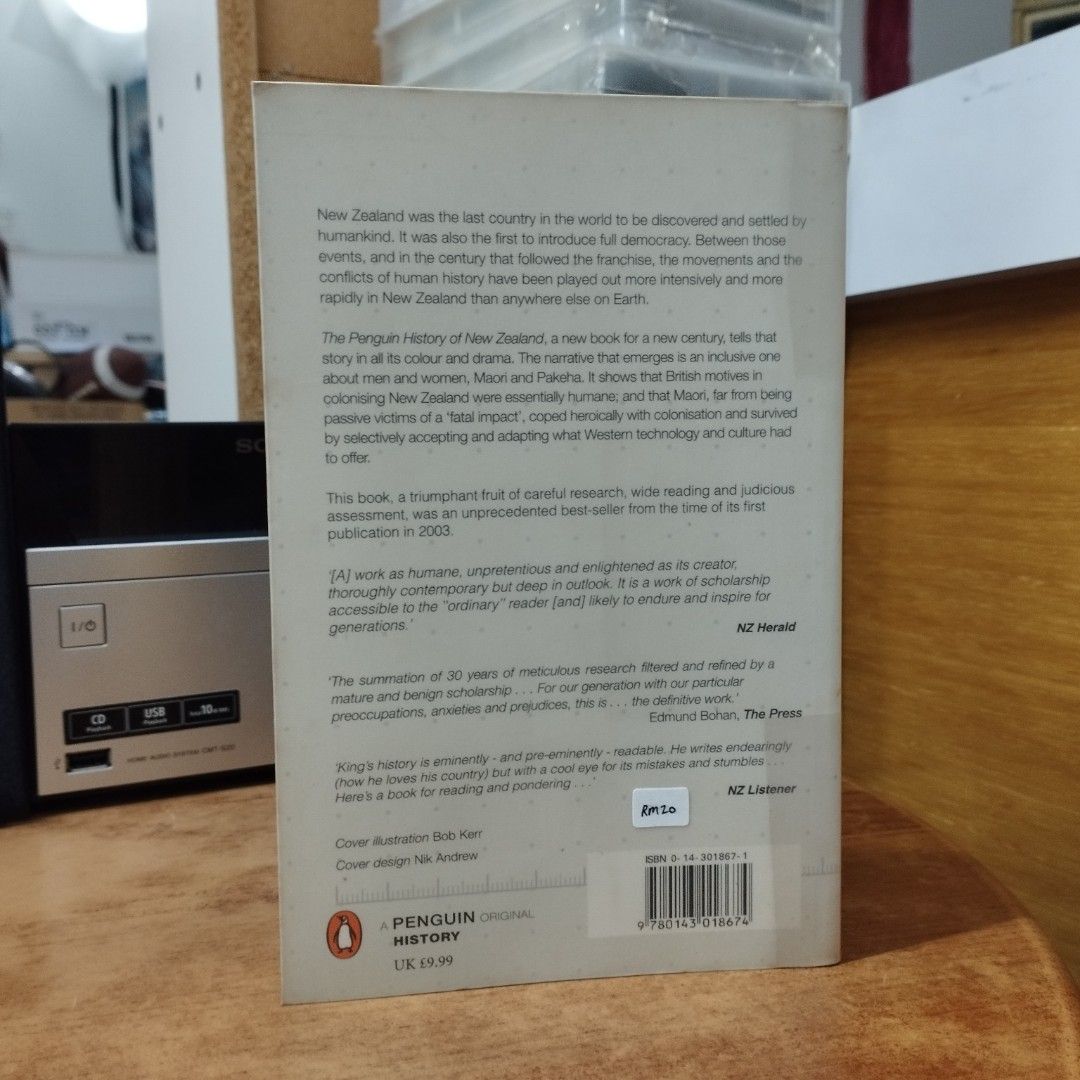 New Zealand was the last country in the world to be discovered and settled by
humankind. It was also the first to introduce full democracy. Between those
events, and in the century that followed the franchise, the movements and the
conflicts of human history have been played out more intensively and more
rapidly in New Zealand than anywhere else on Earth.
The Penguin History of New Zealand, a new book for a new century, tells that
story in all its colour and drama. The narrative that emerges is an inclusive one
about men and women, Maori and Pakeha. It shows that British motives in
colonising New Zealand were essentially humane; and that Maori, far from being
passive victims of a 'fatal impact', coped heroically with colonisation and survived
by selectively accepting and adapting what Western technology and culture had
to offer.
This book, a triumphant fruit of careful research, wide reading and judicious
assessment, was an unprecedented best-seller from the time of its first
publication in 2003.
'[A] work as humane, unpretentious and enlightened as its creator,
thoroughly contemporary but deep in outlook. It is a work of scholarship
accessible to the "ordinary" reader [and] likely to endure and inspire for
generations.'
NZ Herald
'The summation of 30 years of meticulous research filtered and refined by a
mature and benign scholarship . . . For our generation with our particular
preoccupations, anxieties and prejudices, this is . . . the definitive work.'
Edmund Bohan, The Press
'King's history is eminently - and pre-eminently - readable. He writes endearingly
(how he loves his country) but with a cool eye for its mistakes and stumbles . . .
Here's a book for reading and pondering . . .'
NZ Listener
RM20
Cover illustration Bob Kerr
Cover design Nik Andrew
ISBN 0-14-301867-1
9 780143 018674
A PENGUIN ORIGINAL
HISTORY
UK £9.99
SO
CD
Playback
USB
Playback
10
HOME AUDIO SYSTEM CMT-S20